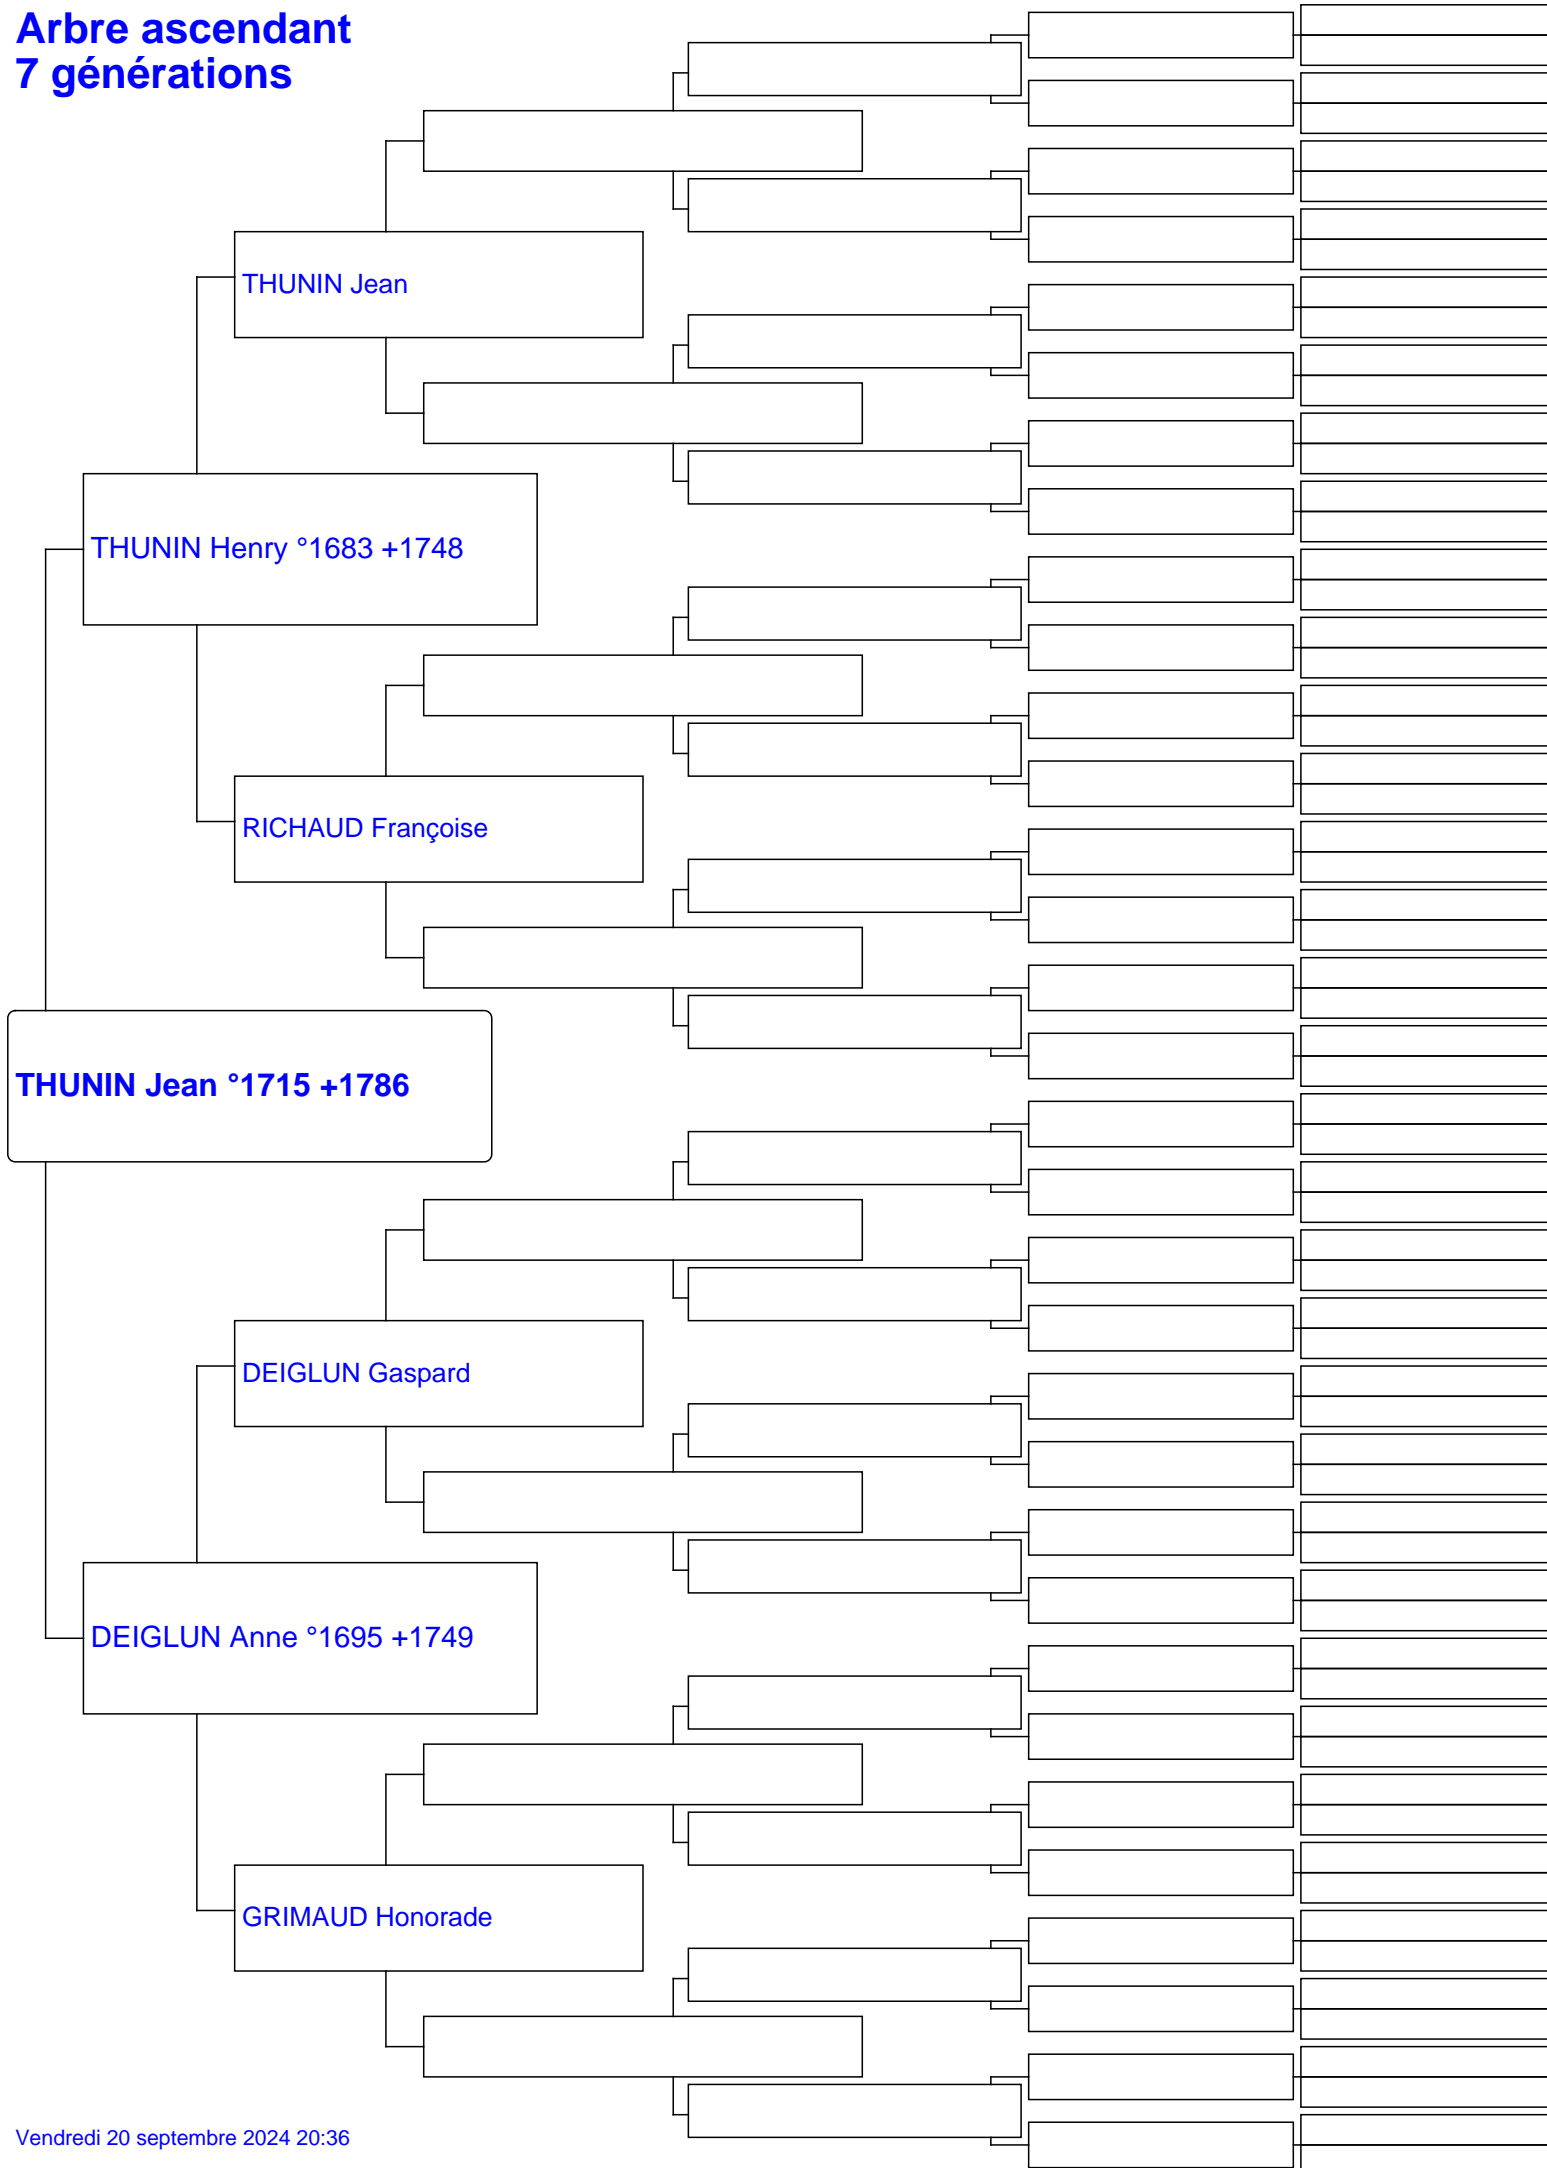 Arbre ascendant
7 générations
THUNIN Jean
THUNIN Henry °1683 +1748
RICHAUD Françoise
THUNIN Jean °1715 +1786
DEIGLUN Gaspard
DEIGLUN Anne °1695 +1749
GRIMAUD Honorade
Vendredi 20 septembre 2024 20:36